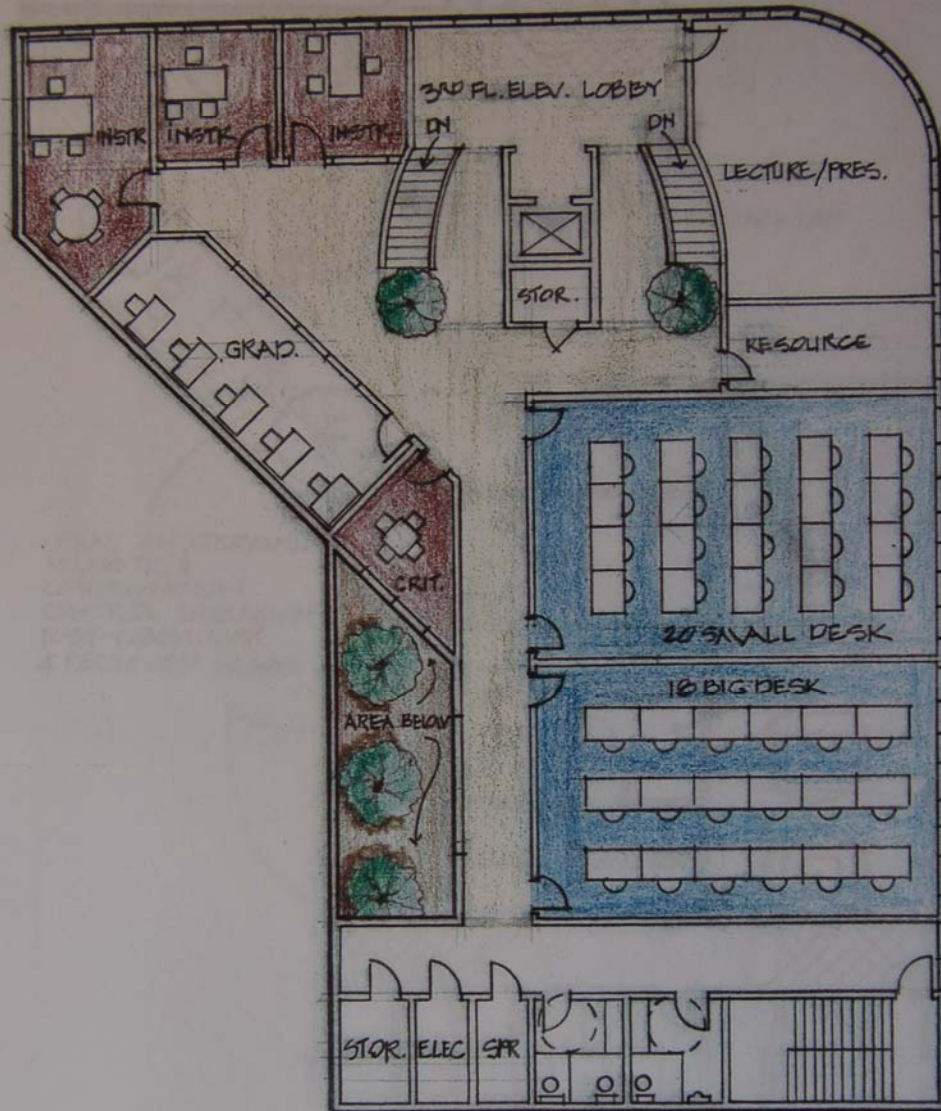 3RD FL. ELEV. LOBBY
INSTR
INSTR.
INSTR.
DN
DN
LECTURE/PRES.
STOR.
RESOURCE
GRAD.
CRIT.
20 SMALL DESK
18 BIG DESK
AREA BELOW
STOR.
ELEC
SPR